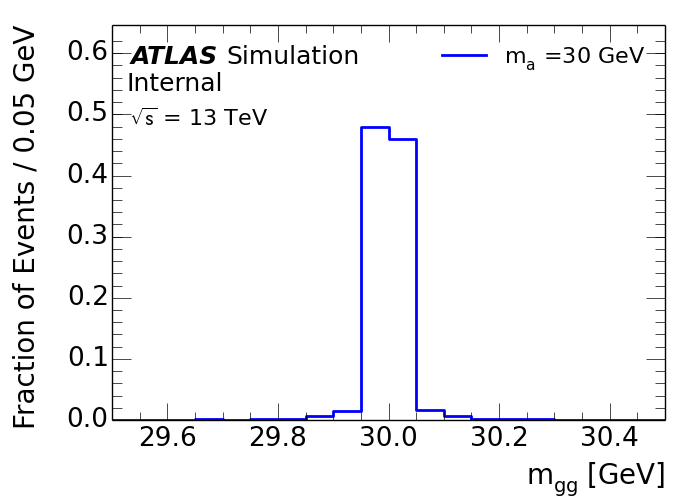 Fraction of Events / 0.05 GeV
0.6
0.5
0.4
0.3
0.2
0.1
0.0
ATLAS Simulation
Internal
√s = 13 TeV
mₐ =30 GeV
29.6 29.8 30.0 30.2 30.4
m_gg [GeV]